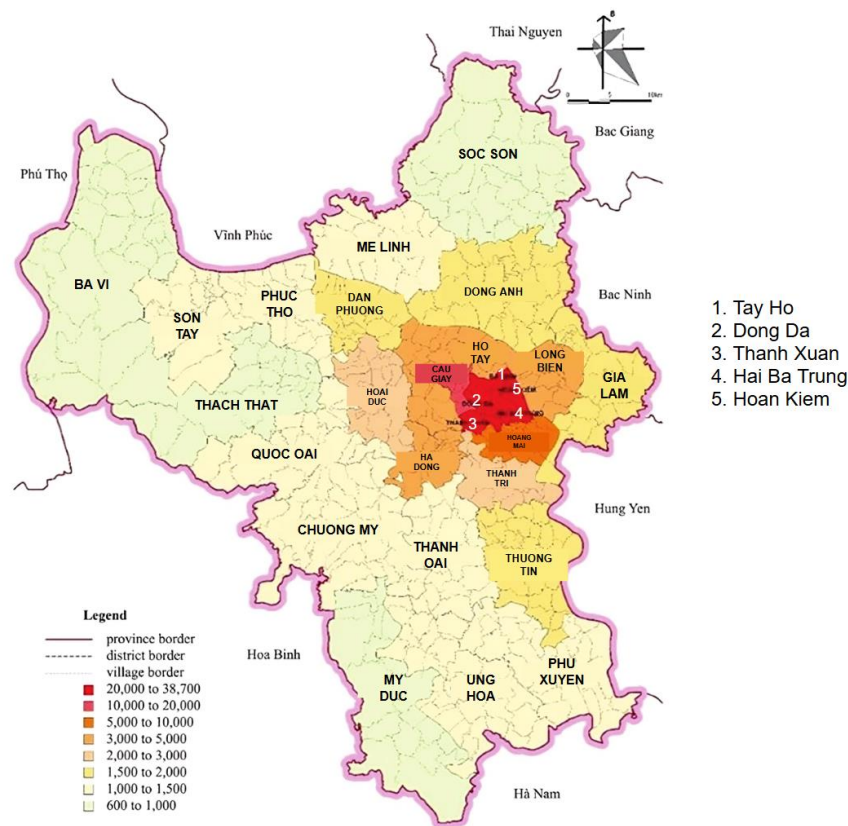 Thai Nguyen
0 5 10km
Bac Giang
SOC SON
Phú Thọ
Vĩnh Phúc
ME LINH
BA VI
PHUC
THO
DAN
PHUONG
DONG ANH
Bac Ninh
SON
TAY
HO
TAY
LONG
BIEN
CAU
GIAY
GIA
LAM
HOAI
DUC
THACH THAT
1
5
2
4
3
HOANG
MAI
QUOC OAI
HA
DONG
THANH
TRI
Hung Yen
CHUONG MY
THANH
OAI
THUONG
TIN
Hoa Binh
MY
DUC
UNG
HOA
PHU
XUYEN
Hà Nam
Legend
province border
district border
village border
20,000 to 38,700
10,000 to 20,000
5,000 to 10,000
3,000 to 5,000
2,000 to 3,000
1,500 to 2,000
1,000 to 1,500
600 to 1,000
1. Tay Ho
2. Dong Da
3. Thanh Xuan
4. Hai Ba Trung
5. Hoan Kiem